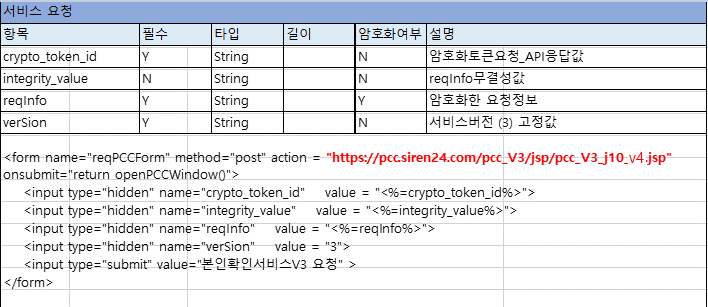 서비스 요청
항목 필수 타입 길이 암호화여부 설명
crypto_token_id Y String N 암호화토큰요청_API응답값
integrity_value N String N reqInfo무결성값
reqInfo Y String Y 암호화한 요청정보
verSion Y String N 서비스버전 (3) 고정값
<form name="reqPCCForm" method="post" action = "https://pcc.siren24.com/pcc_V3/jsp/pcc_V3_j10_v4.jsp"
onsubmit="return openPCCWindow()">
<input type="hidden" name="crypto_token_id" value = "<%=crypto_token_id%>">
<input type="hidden" name="integrity_value" value = "<%=integrity_value%>">
<input type="hidden" name="reqInfo" value = "<%=reqInfo%>">
<input type="hidden" name="verSion" value = "3">
<input type="submit" value="본인확인서비스V3 요청" >
</form>